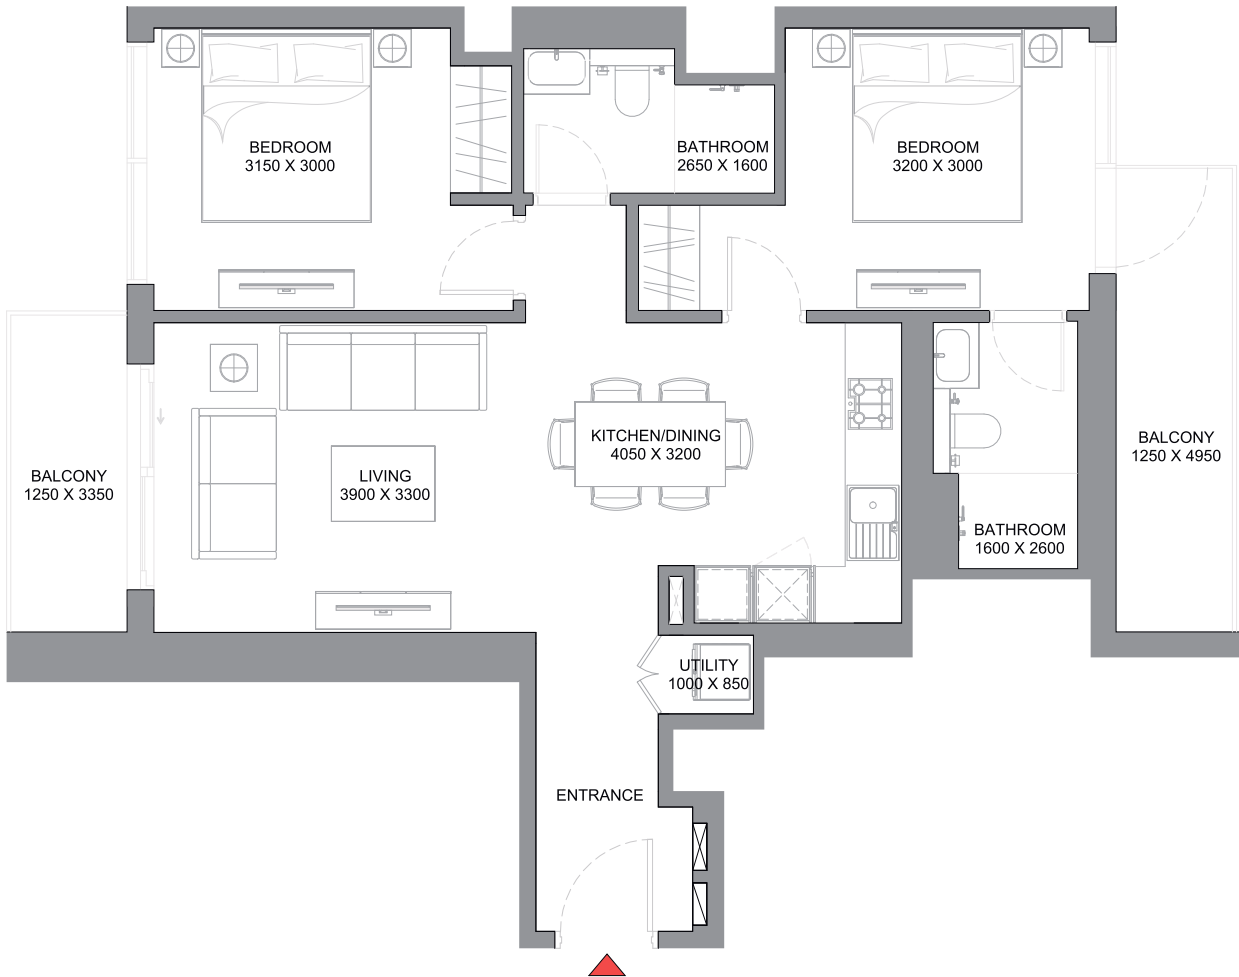 BEDROOM
3150 X 3000
BATHROOM
2650 X 1600
BEDROOM
3200 X 3000
BALCONY
1250 X 3350
LIVING
3900 X 3300
KITCHEN/DINING
4050 X 3200
BALCONY
1250 X 4950
BATHROOM
1600 X 2600
UTILITY
1000 X 850
ENTRANCE